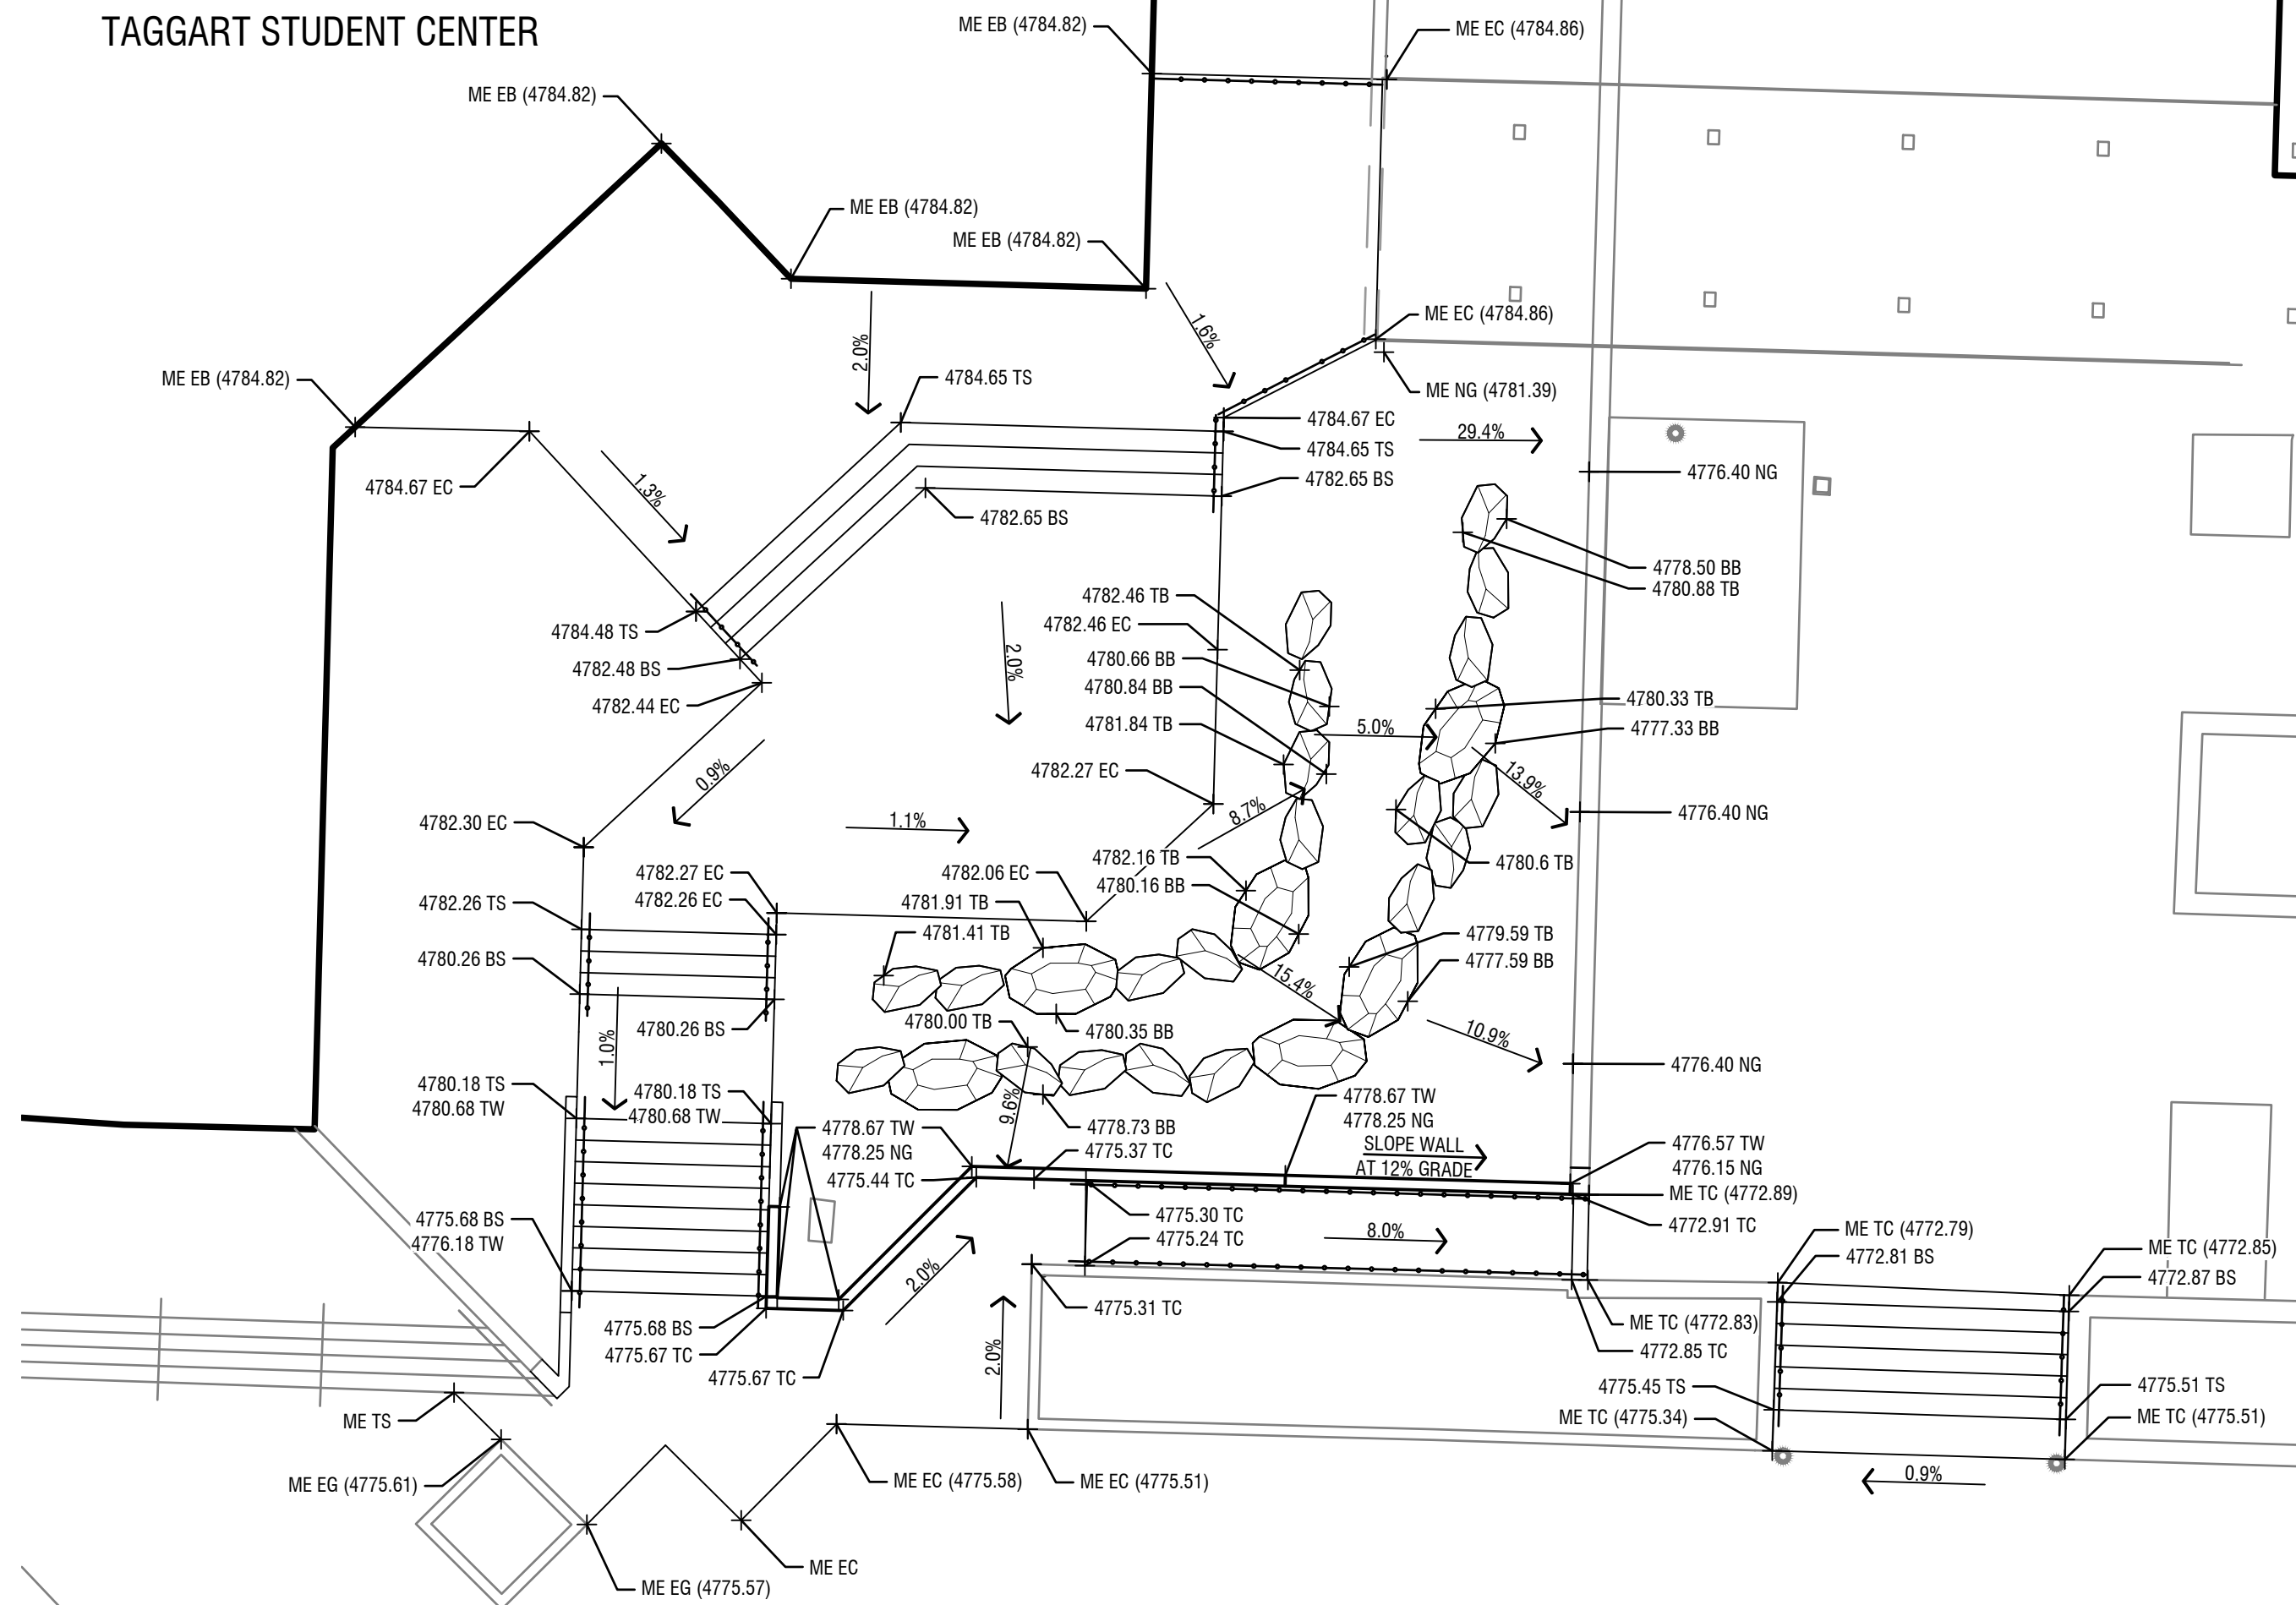 TAGGART STUDENT CENTER
ME EB (4784.82)
ME EC (4784.86)
ME EB (4784.82)
ME EB (4784.82)
ME EB (4784.82)
1.6%
2.0%
ME EC (4784.86)
ME EB (4784.82)
4784.65 TS
ME NG (4781.39)
4784.67 EC
29.4%
4784.65 TS
4776.40 NG
4784.67 EC
1.3%
4782.65 BS
4782.65 BS
4778.50 BB
4780.88 TB
4782.46 TB
4782.46 EC
4784.48 TS
2.0%
4780.66 BB
4782.48 BS
4780.84 BB
4782.44 EC
4780.33 TB
4781.84 TB
5.0%
4777.33 BB
4782.27 EC
0.9%
13.9%
8.7%
4776.40 NG
4782.30 EC
1.1%
4782.16 TB
4780.6 TB
4782.27 EC
4782.06 EC
4780.16 BB
4782.26 TS
4782.26 EC
4781.91 TB
4781.41 TB
4779.59 TB
4780.26 BS
4777.59 BB
15.4%
4780.00 TB
4780.26 BS
4780.35 BB
10.9%
1.0%
4776.40 NG
4780.18 TS
4780.68 TW
4780.18 TS
4780.68 TW
9.6%
4778.67 TW
4778.25 NG
4778.67 TW
4778.25 NG
4778.73 BB
SLOPE WALL
AT 12% GRADE
4776.57 TW
4776.15 NG
4775.37 TC
4775.44 TC
ME TC (4772.89)
4775.68 BS
4776.18 TW
4775.30 TC
4775.24 TC
8.0%
4772.91 TC
ME TC (4772.79)
4772.81 BS
ME TC (4772.85)
4772.87 BS
2.0%
4775.31 TC
4775.68 BS
4775.67 TC
4775.67 TC
2.0%
ME TC (4772.83)
4772.85 TC
4775.45 TS
ME TC (4775.34)
4775.51 TS
ME TC (4775.51)
ME TS
0.9%
ME EG (4775.61)
ME EC (4775.58)
ME EC (4775.51)
ME EC
ME EG (4775.57)